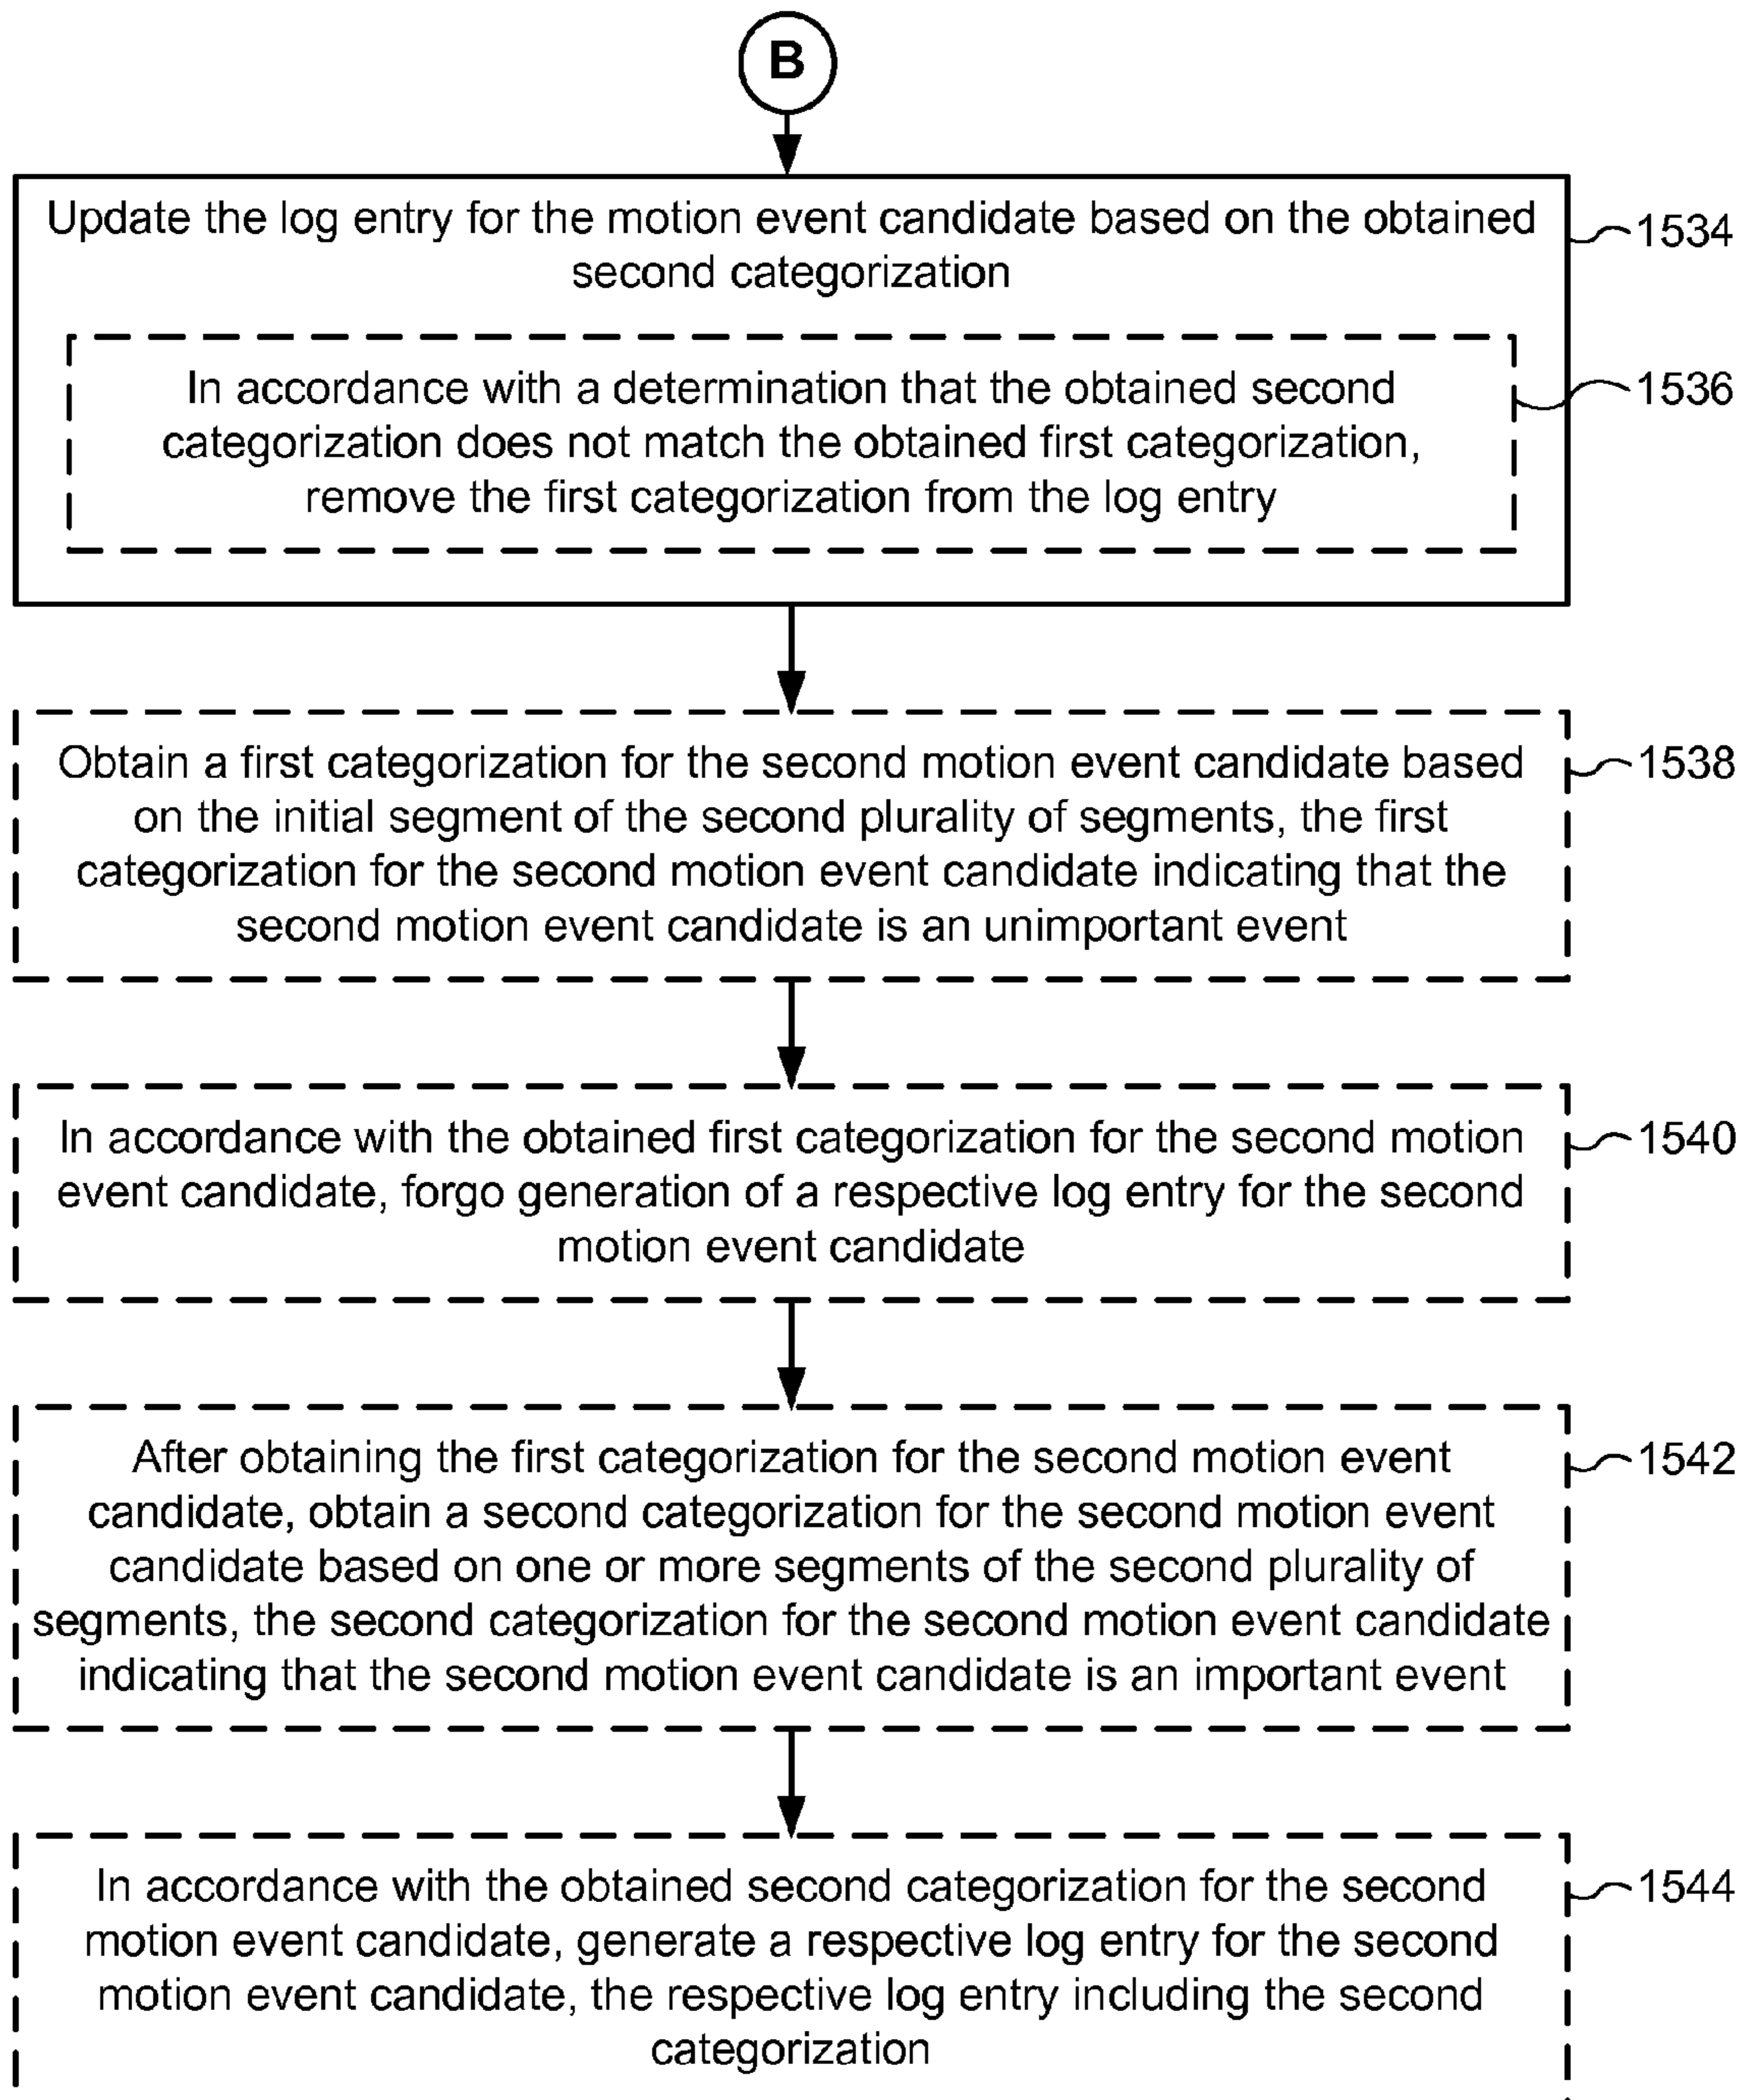 B
Update the log entry for the motion event candidate based on the obtained
second categorization
1534
In accordance with a determination that the obtained second
categorization does not match the obtained first categorization,
remove the first categorization from the log entry
1536
Obtain a first categorization for the second motion event candidate based
on the initial segment of the second plurality of segments, the first
categorization for the second motion event candidate indicating that the
second motion event candidate is an unimportant event
1538
In accordance with the obtained first categorization for the second motion
event candidate, forgo generation of a respective log entry for the second
motion event candidate
1540
After obtaining the first categorization for the second motion event
candidate, obtain a second categorization for the second motion event
candidate based on one or more segments of the second plurality of
segments, the second categorization for the second motion event candidate
indicating that the second motion event candidate is an important event
1542
In accordance with the obtained second categorization for the second
motion event candidate, generate a respective log entry for the second
motion event candidate, the respective log entry including the second
categorization
1544